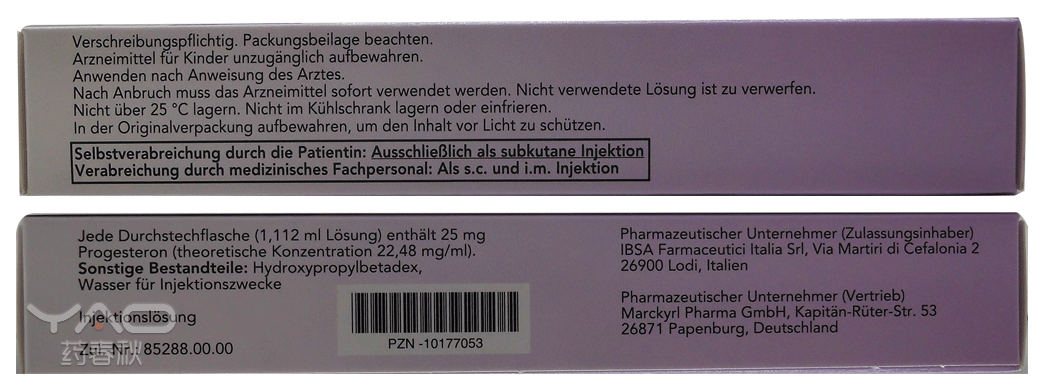 Verschreibungspflichtig. Packungsbeilage beachten.
Arzneimittel für Kinder unzugänglich aufbewahren.
Anwenden nach Anweisung des Arztes.
Nach Anbruch muss das Arzneimittel sofort verwendet werden. Nicht verwendete Lösung ist zu verwerfen.
Nicht über 25 °C lagern. Nicht im Kühlschrank lagern oder einfrieren.
In der Originalverpackung aufbewahren, um den Inhalt vor Licht zu schützen.
Selbstverabreichung durch die Patientin: Ausschließlich als subkutane Injektion
Verabreichung durch medizinisches Fachpersonal: Als s.c. und i.m. Injektion
Jede Durchstechflasche (1,112 ml Lösung) enthält 25 mg
Progesteron (theoretische Konzentration 22,48 mg/ml).
Sonstige Bestandteile: Hydroxypropylbetadex,
Wasser für Injektionszwecke
Injektionslösung
Zul.-Nr.: 85288.00.00
YAO
药春秋
PZN -10177053
Pharmazeutischer Unternehmer (Zulassungsinhaber)
IBSA Farmaceutici Italia Srl, Via Martiri di Cefalonia 2
26900 Lodi, Italien
Pharmazeutischer Unternehmer (Vertrieb)
Marckyrl Pharma GmbH, Kapitän-Rüter-Str. 53
26871 Papenburg, Deutschland